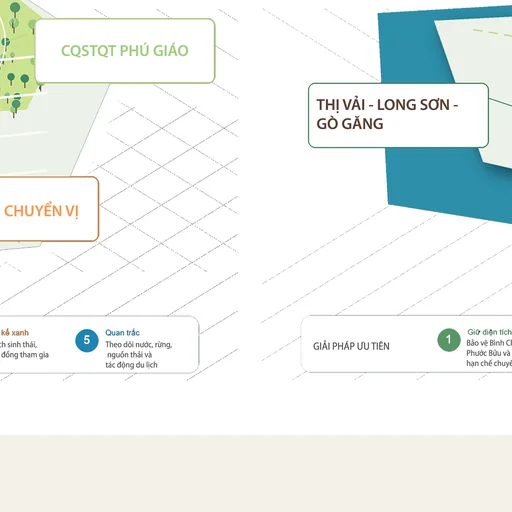 CQSTQT PHÚ GIÁO
CHUYỂN VỊ
kế xanh
ch sinh thái,
đồng tham gia
5
Quan trắc
Theo dõi nước, rừng,
nguồn thải và
tác động du lịch
THỊ VẢI - LONG SƠN -
GÒ GĂNG
GIẢI PHÁP ƯU TIÊN
1
Giữ diện tích
Bảo vệ Bình Ch
Phước Bửu và
hạn chế chuyể